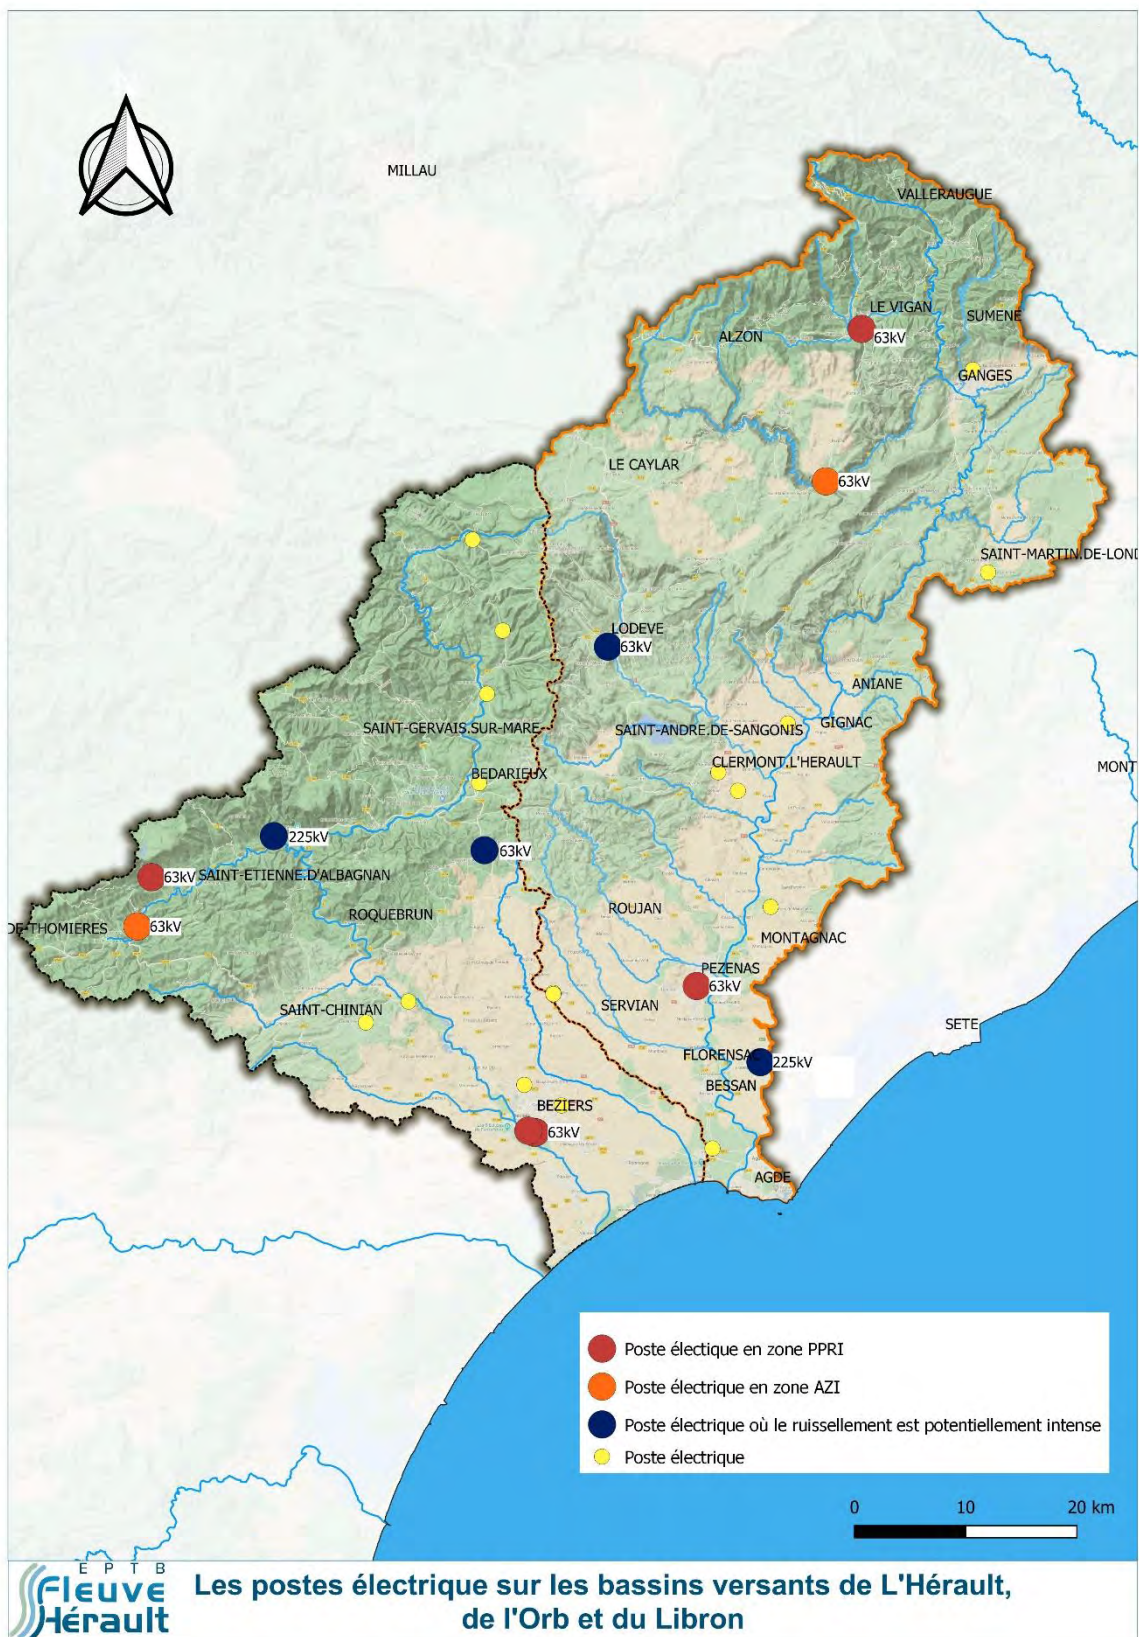 MILLAU
VALLERAUGUE
LE VIGAN
SUMENE
63kV
ALZON
GANGES
LE CAYLAR
63kV
SAINT-MARTIN.DE-LOND
LODEVE
63kV
ANIANE
GIGNAC
SAINT-GERVAIS.SUR-MARE
SAINT-ANDRE.DE-SANGONIS
CLERMONT.L'HERAULT
MONT
BEDARIEUX
225kV
63kV
63kV
SAINT-ETIENNE.D'ALBAGNAN
ROQUEBRUN
ROUJAN
DE-THOMIERES
63kV
MONTAGNAC
PEZENAS
63kV
SAINT-CHINIAN
SERVIAN
SETE
FLORENSAC
225kV
BESSAN
BEZIERS
63kV
AGDE
Poste électique en zone PPRI
Poste électrique en zone AZI
Poste électrique où le ruissellement est potentiellement intense
Poste électrique
0 10 20 km
E P T B
Fleuve
Hérault
Les postes électrique sur les bassins versants de L'Hérault,
de l'Orb et du Libron